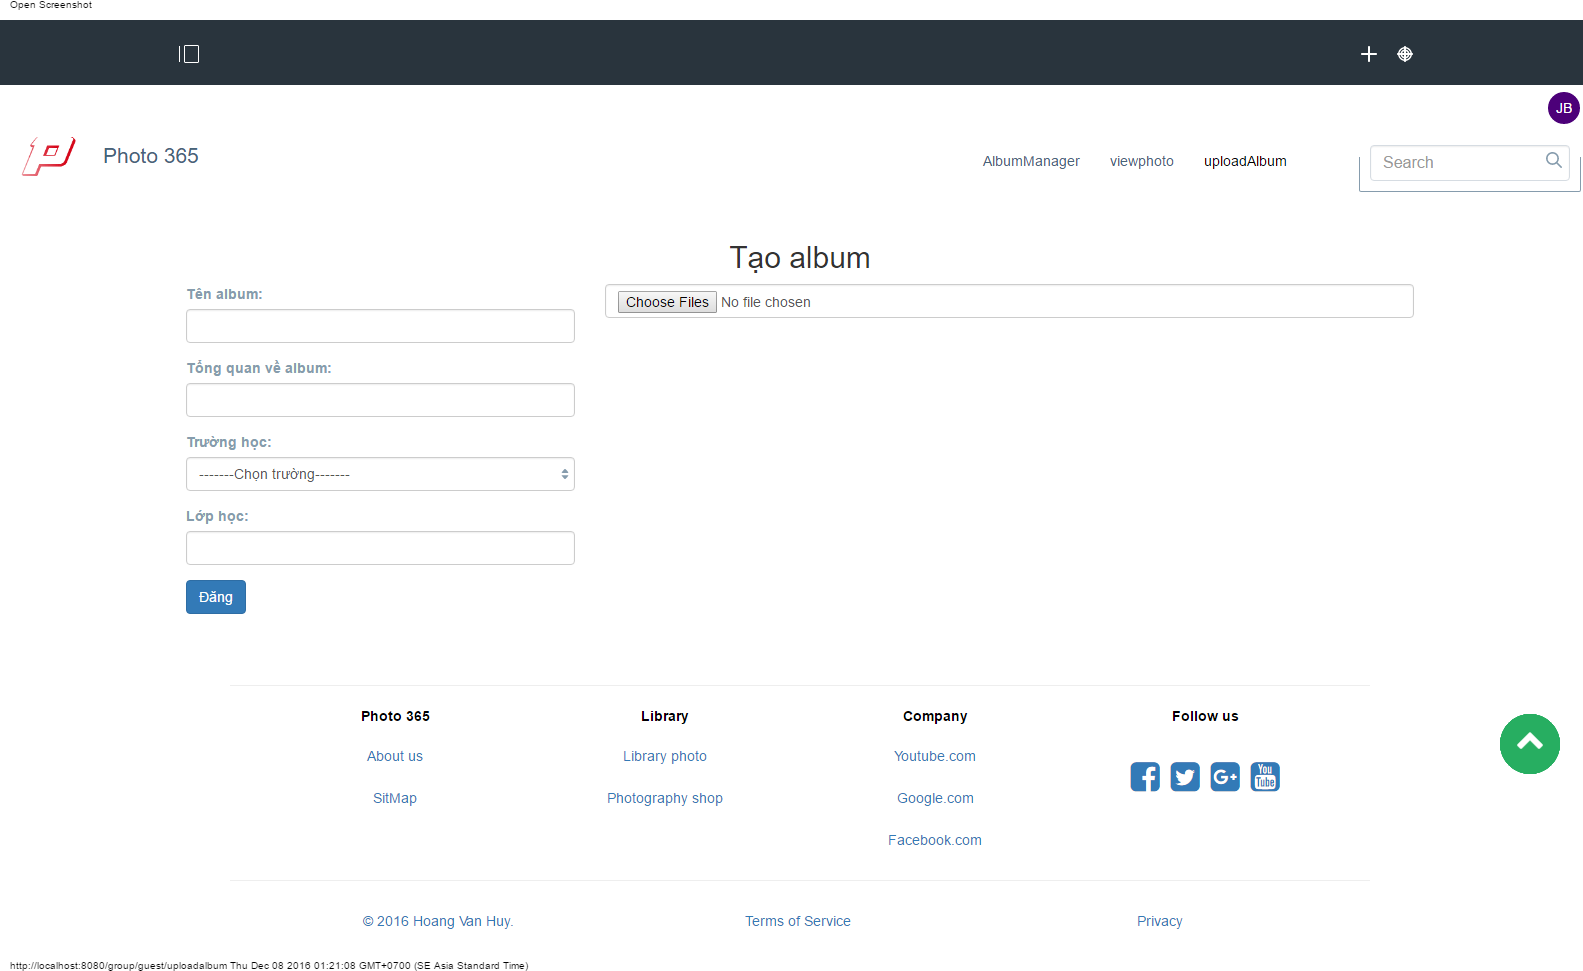 Open Screenshot
JB
Photo 365
AlbumManager viewphoto uploadAlbum Search
Tạo album
Tên album:
Choose Files No file chosen
Tổng quan về album:
Trường học:
-------Chọn trường-------
Lớp học:
Đăng
Photo 365 Library Company Follow us
About us Library photo Youtube.com
You
Tube
SitMap Photography shop Google.com
Facebook.com
© 2016 Hoang Van Huy. Terms of Service Privacy
http://localhost:8080/group/guest/uploadalbum Thu Dec 08 2016 01:21:08 GMT+0700 (SE Asia Standard Time)